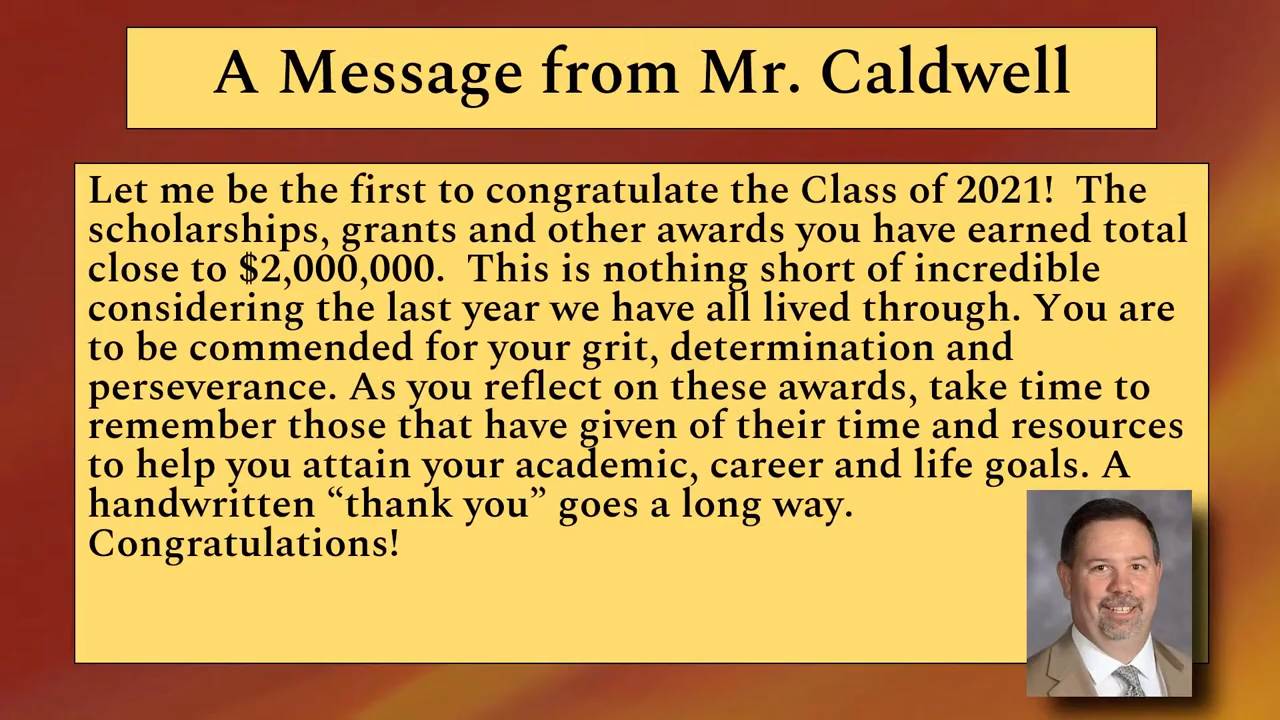 A Message from Mr. Caldwell
Let me be the first to congratulate the Class of 2021!  The
scholarships, grants and other awards you have earned total
close to $2,000,000.  This is nothing short of incredible
considering the last year we have all lived through. You are
to be commended for your grit, determination and
perseverance. As you reflect on these awards, take time to
remember those that have given of their time and resources
to help you attain your academic, career and life goals. A
handwritten “thank you” goes a long way.
Congratulations!